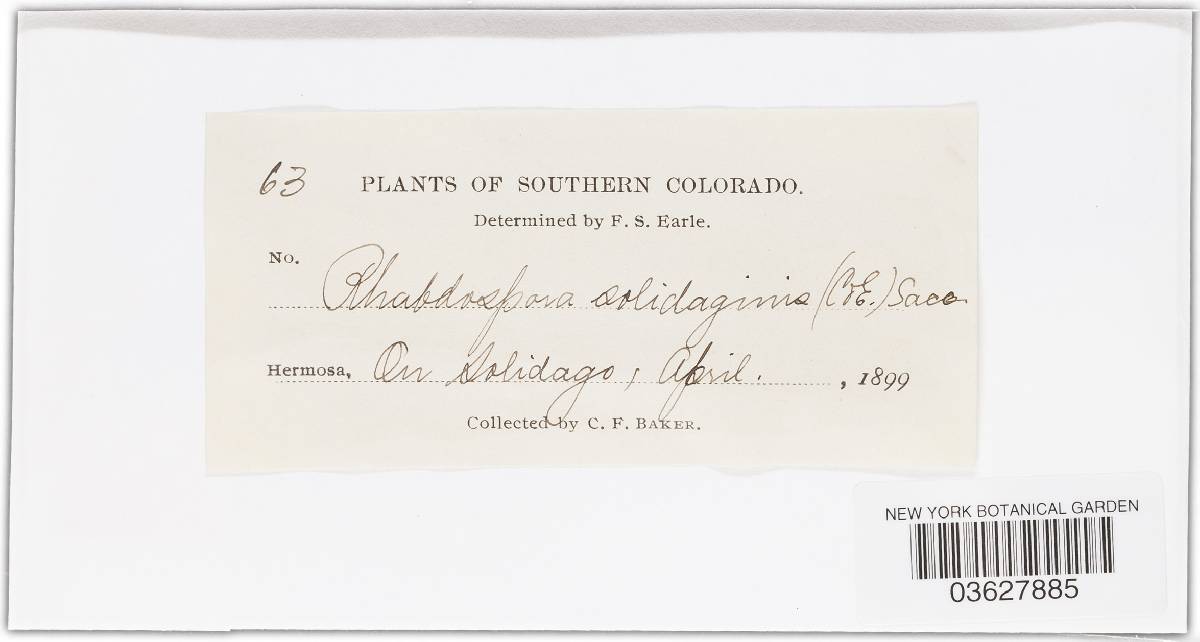 63 PLANTS OF SOUTHERN COLORADO.
Determined by F. S. Earle.
No. Rhabdospora solidaginis (C&E.) Sacc
Hermosa, On Solidago, April. , 1899
Collected by C. F. BAKER.
NEW YORK BOTANICAL GARDEN
03627885